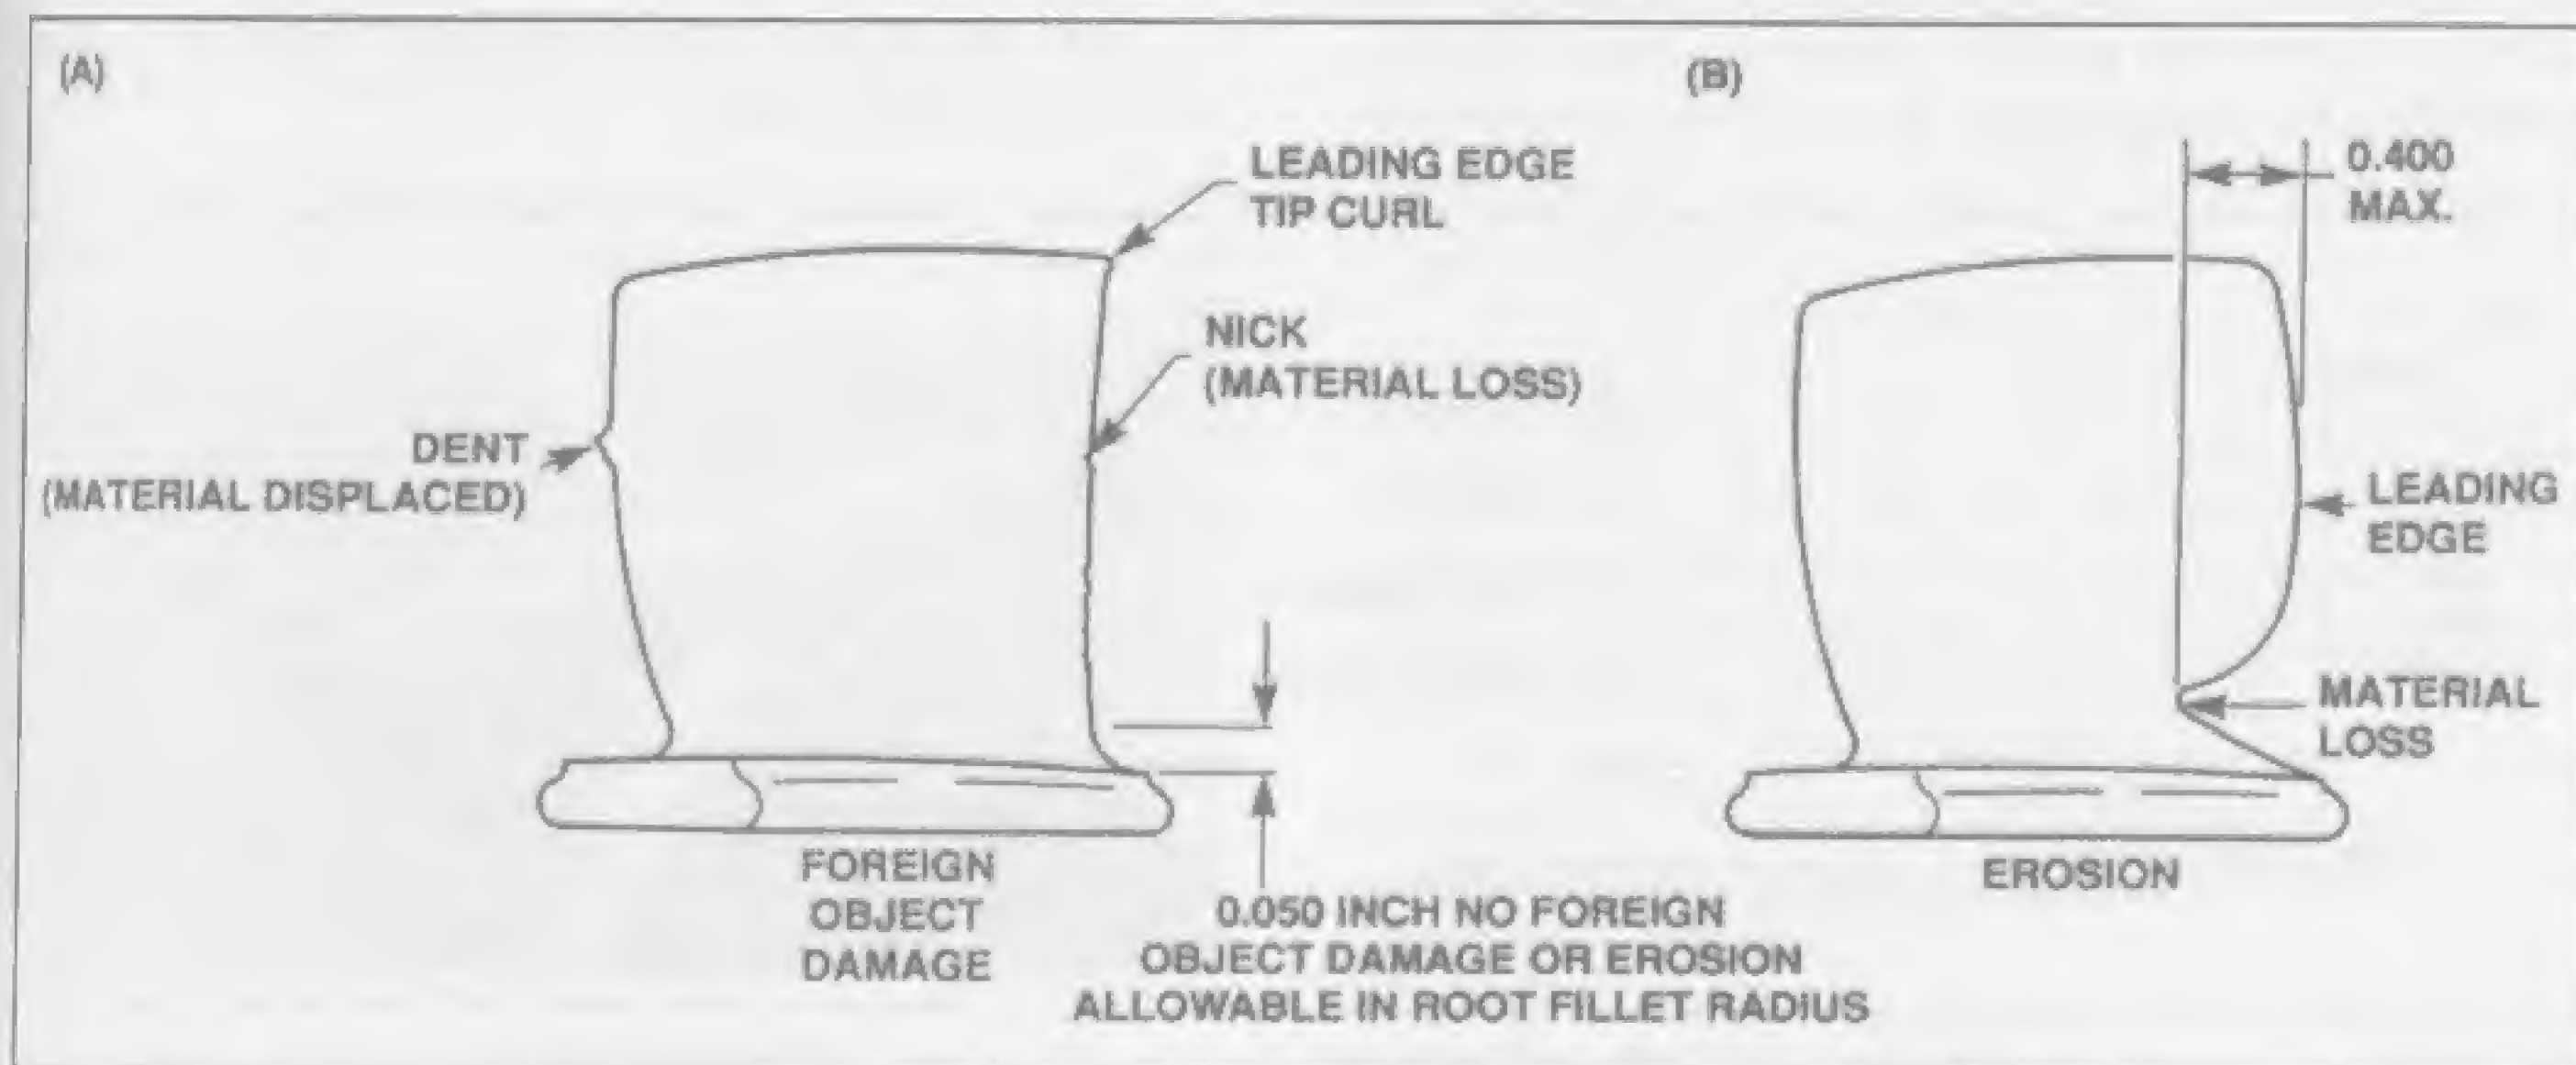 (A)
LEADING EDGE
TIP CURL
NICK
(MATERIAL LOSS)
DENT
(MATERIAL DISPLACED)
FOREIGN
OBJECT
DAMAGE
0.050 INCH NO FOREIGN
OBJECT DAMAGE OR EROSION
ALLOWABLE IN ROOT FILLET RADIUS
(B)
0.400
MAX.
LEADING
EDGE
MATERIAL
LOSS
EROSION